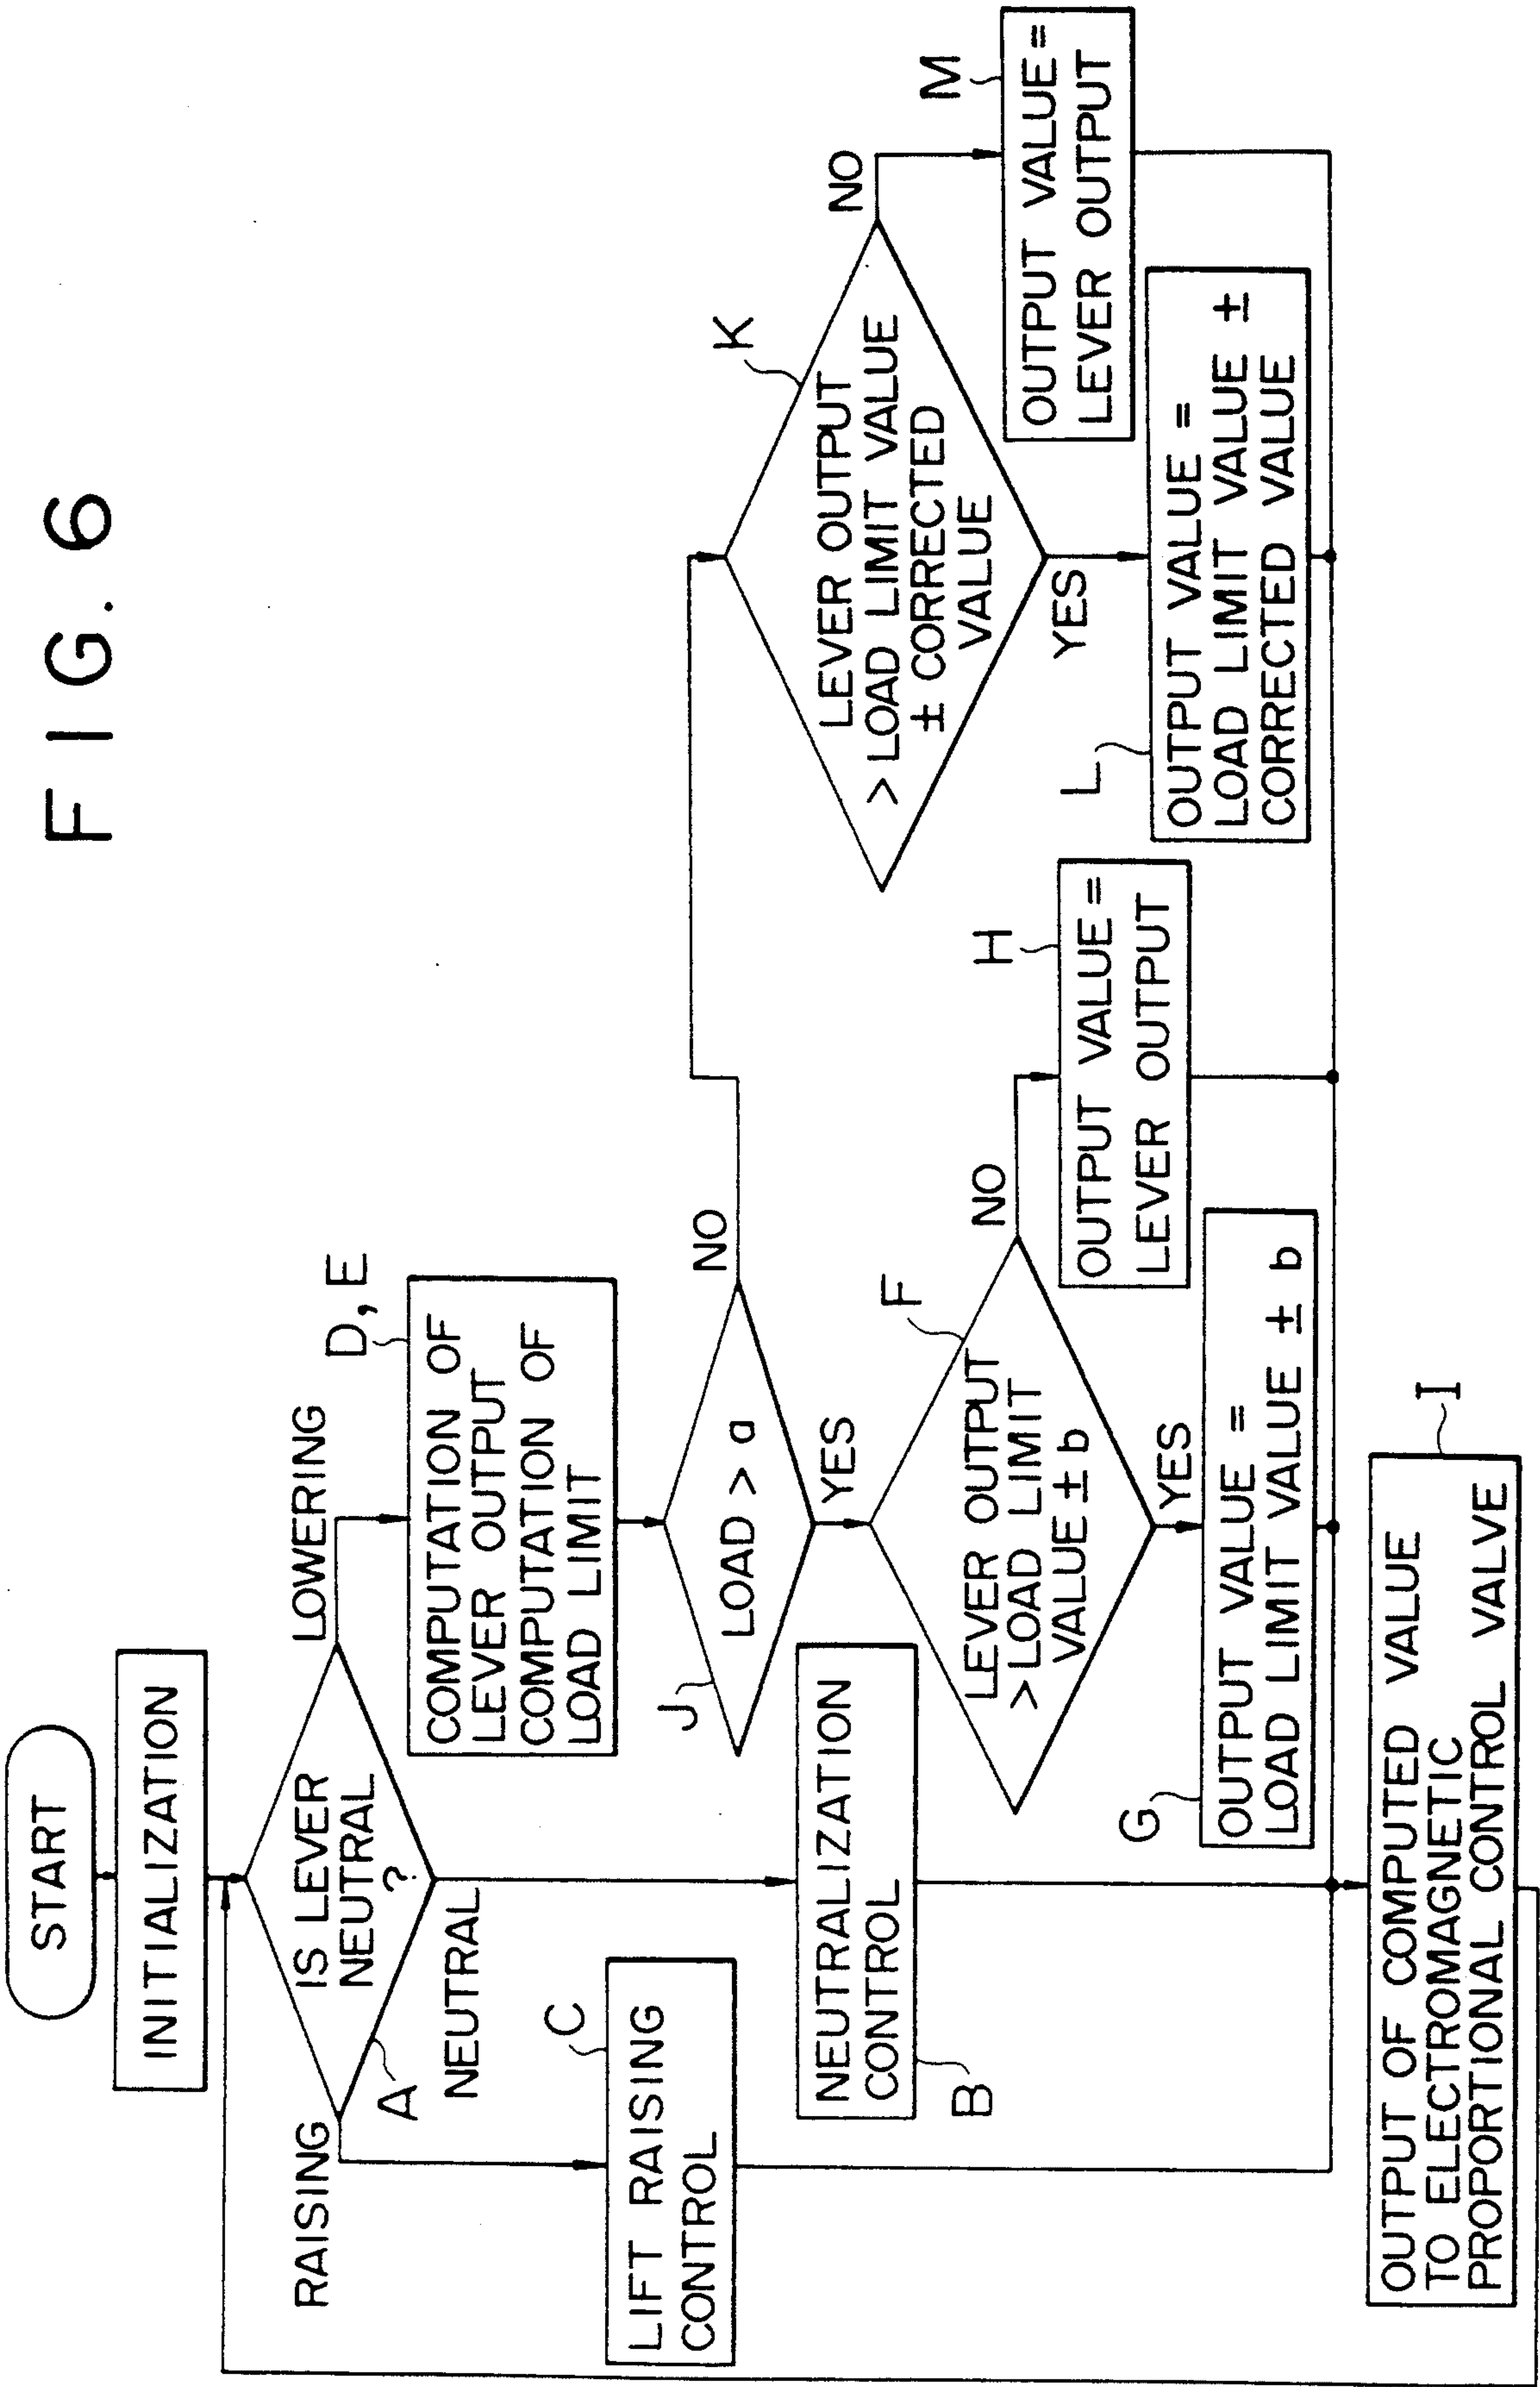 FIG. 6
START
INITIALIZATION
IS LEVER
NEUTRAL
?
A
RAISING
NEUTRAL
LOWERING
C
LIFT RAISING
CONTROL
NEUTRALIZATION
CONTROL
B
D, E
COMPUTATION OF
LEVER OUTPUT
COMPUTATION OF
LOAD LIMIT
J
LOAD > a
NO
YES
F
LEVER OUTPUT
> LOAD LIMIT
VALUE ± b
NO
YES
G
OUTPUT VALUE =
LOAD LIMIT VALUE ± b
H
OUTPUT VALUE =
LEVER OUTPUT
K
LEVER OUTPUT
> LOAD LIMIT VALUE
± CORRECTED
VALUE
NO
YES
L
OUTPUT VALUE =
LOAD LIMIT VALUE ±
CORRECTED VALUE
M
OUTPUT VALUE =
LEVER OUTPUT
I
OUTPUT OF COMPUTED VALUE
TO ELECTROMAGNETIC
PROPORTIONAL CONTROL VALVE